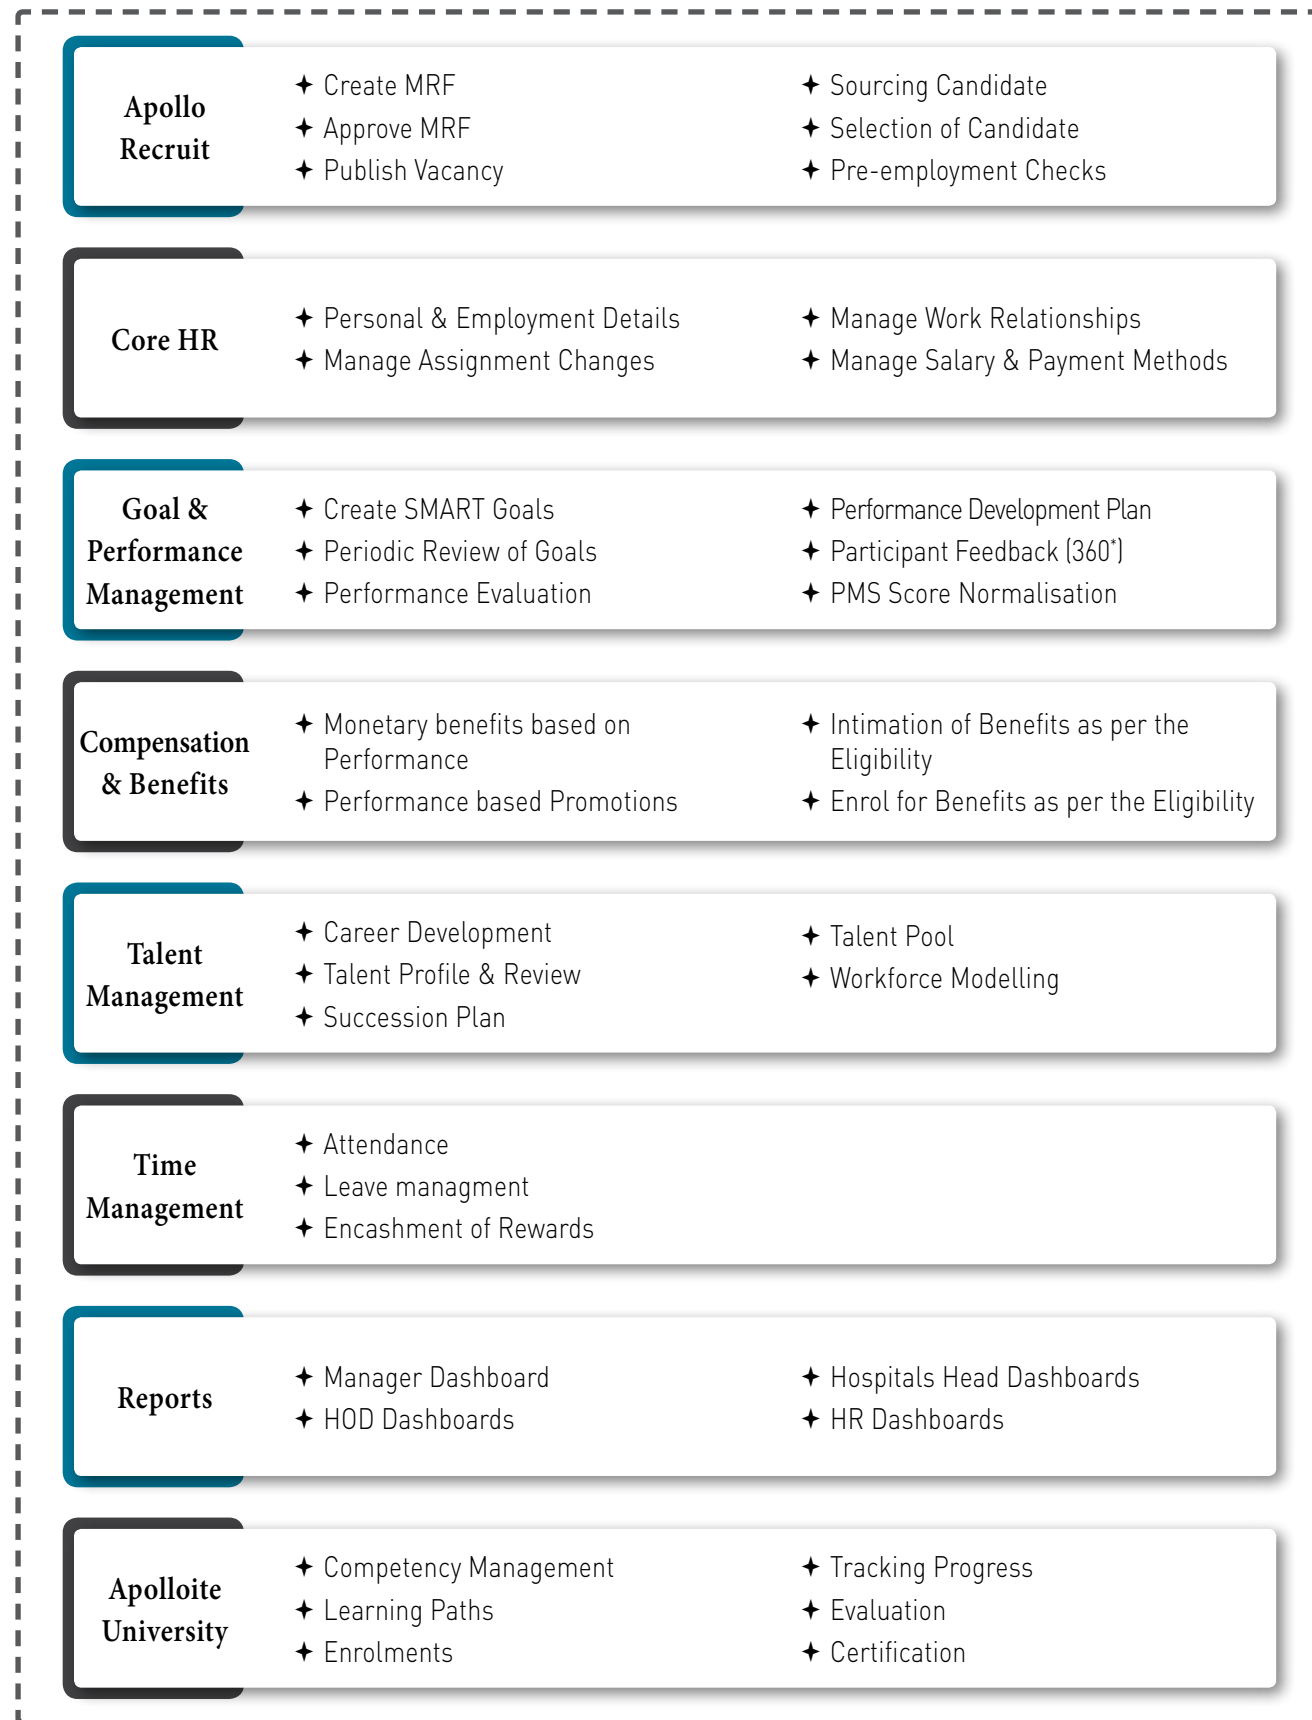 Apollo
Recruit
Create MRF
Approve MRF
Publish Vacancy
Sourcing Candidate
Selection of Candidate
Pre-employment Checks
Core HR
Personal & Employment Details
Manage Assignment Changes
Manage Work Relationships
Manage Salary & Payment Methods
Goal &
Performance
Management
Create SMART Goals
Periodic Review of Goals
Performance Evaluation
Performance Development Plan
Participant Feedback (360*)
PMS Score Normalisation
Compensation
& Benefits
Monetary benefits based on
Performance
Performance based Promotions
Intimation of Benefits as per the
Eligibility
Enrol for Benefits as per the Eligibility
Talent
Management
Career Development
Talent Profile & Review
Succession Plan
Talent Pool
Workforce Modelling
Time
Management
Attendance
Leave managment
Encashment of Rewards
Reports
Manager Dashboard
HOD Dashboards
Hospitals Head Dashboards
HR Dashboards
Apolloite
University
Competency Management
Learning Paths
Enrolments
Tracking Progress
Evaluation
Certification